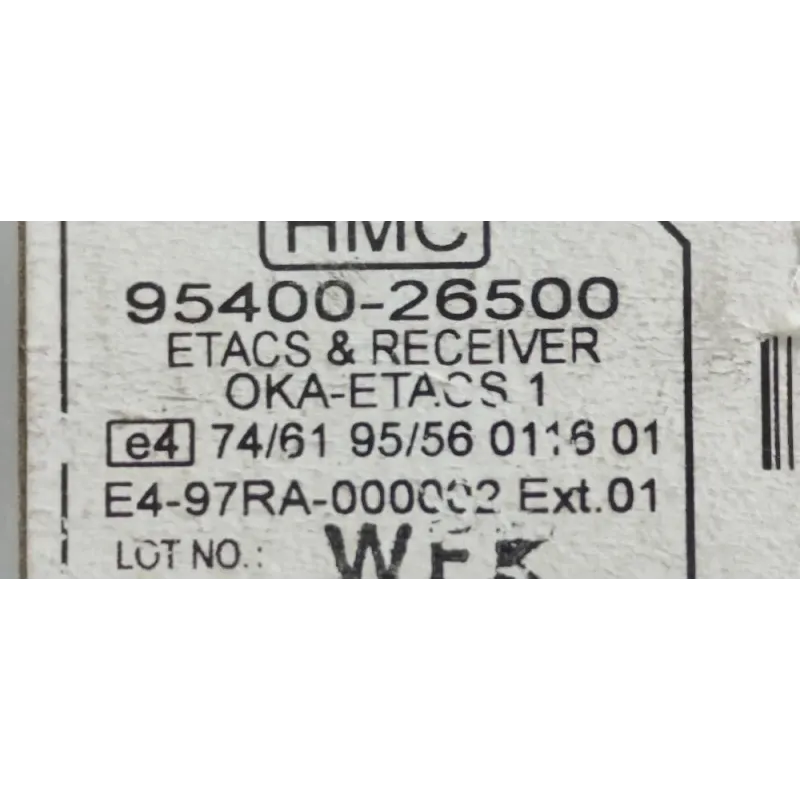 HMC
95400-26500
ETACS & RECEIVER
OKA-ETACS 1
e4 74/61 95/56 0116 01
E4-97RA-000002 Ext.01
LOT NO.: